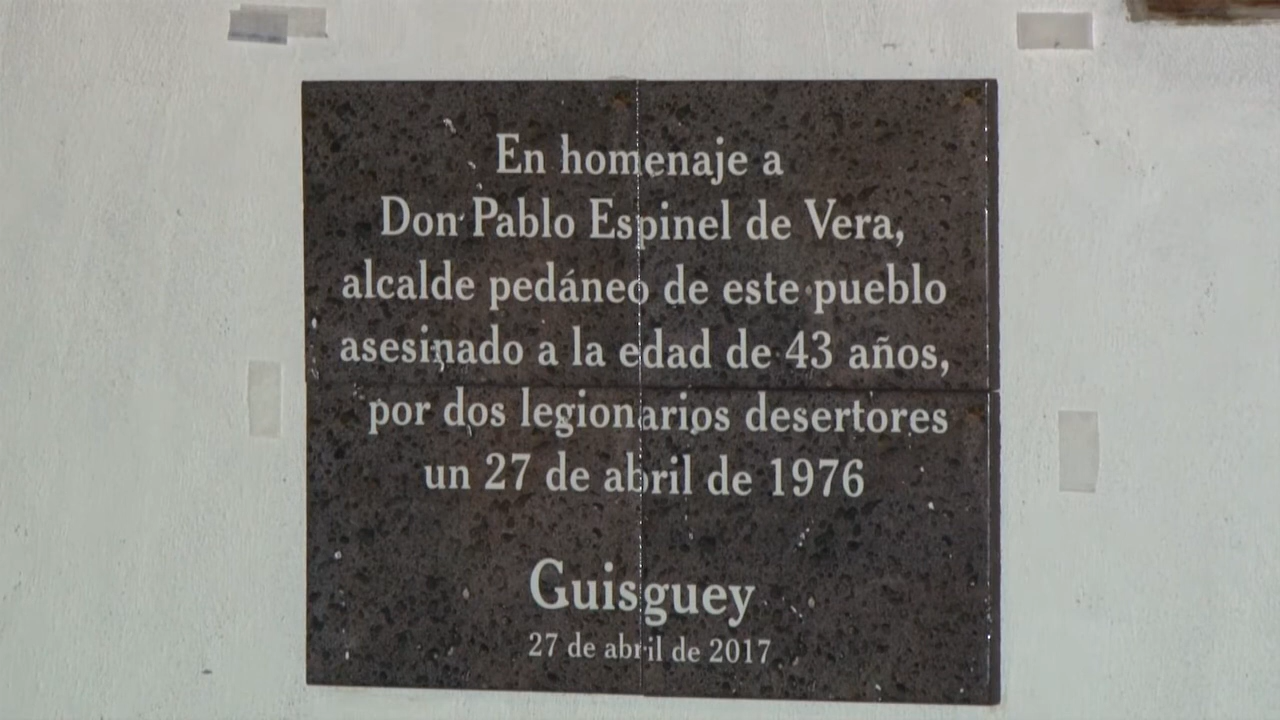 En homenaje a
Don Pablo Espinel de Vera,
alcalde pedáneo de este pueblo
asesinado a la edad de 43 años,
por dos legionarios desertores
un 27 de abril de 1976
Guisguey
27 de abril de 2017